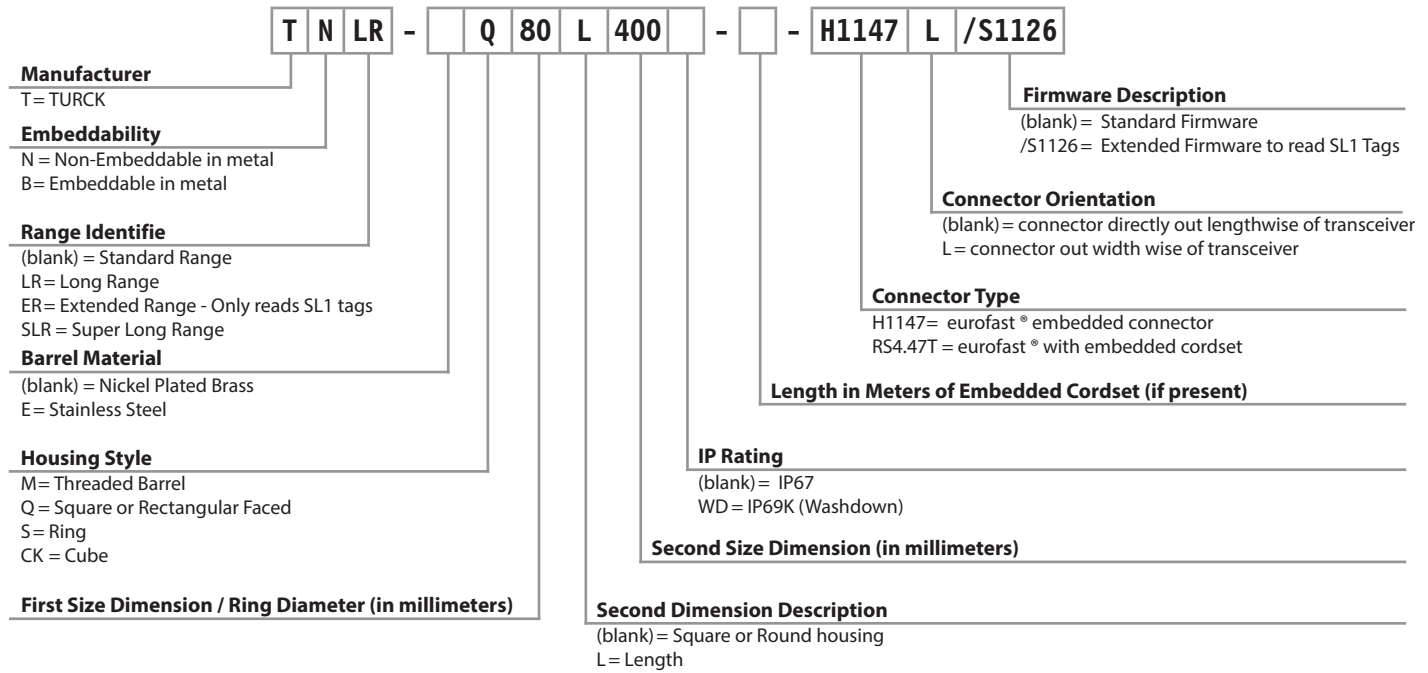 T N LR - Q 80 L 400 - - H1147 L /S1126
Manufacturer
T = TURCK
Embeddability
N = Non-Embeddable in metal
B= Embeddable in metal
Range Identifie
(blank) = Standard Range
LR = Long Range
ER = Extended Range - Only reads SL1 tags
SLR = Super Long Range
Barrel Material
(blank) = Nickel Plated Brass
E = Stainless Steel
Housing Style
M = Threaded Barrel
Q = Square or Rectangular Faced
S = Ring
CK = Cube
First Size Dimension / Ring Diameter (in millimeters)
Firmware Description
(blank) = Standard Firmware
/S1126 = Extended Firmware to read SL1 Tags
Connector Orientation
(blank) = connector directly out lengthwise of transceiver
L = connector out width wise of transceiver
Connector Type
H1147= eurofast ® embedded connector
RS4.47T = eurofast ® with embedded cordset
Length in Meters of Embedded Cordset (if present)
IP Rating
(blank) = IP67
WD = IP69K (Washdown)
Second Size Dimension (in millimeters)
Second Dimension Description
(blank) = Square or Round housing
L = Length